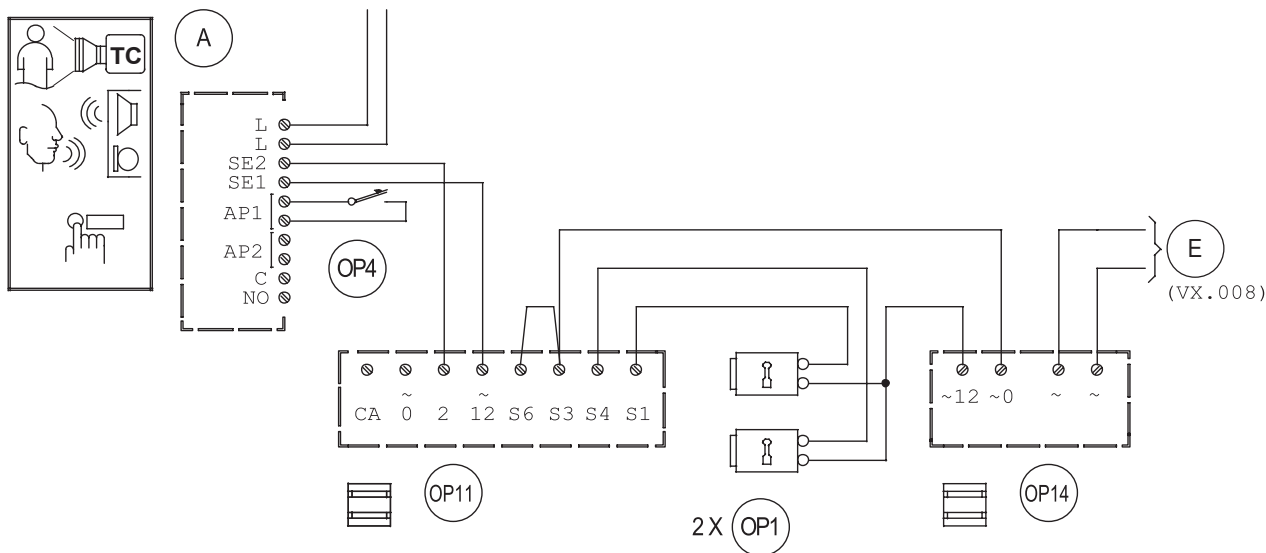 TC
A
L
L
SE2
SE1
AP1
AP2
C
NO
OP4
E
(VX.008)
CA ~0 2 ~12 S6 S3 S4 S1
~12 ~0 ~ ~
OP11
2 X OP1
OP14